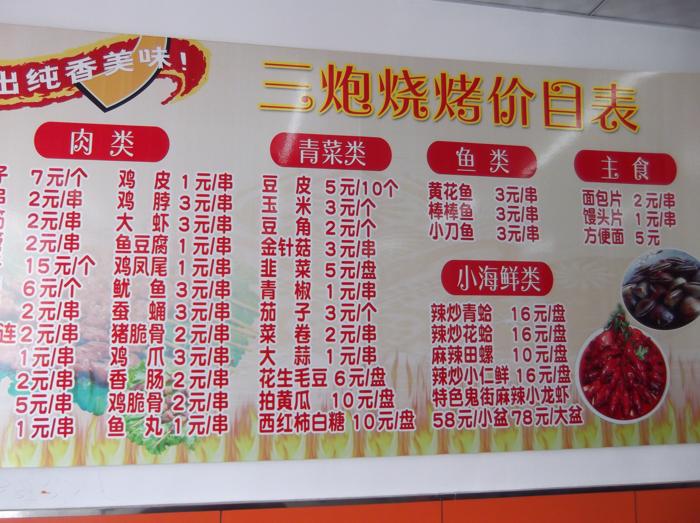 出纯香美味!
三炮烧烤价目表
肉类
子 7元/个 鸡皮 1元/串
串 2元/串 鸡脖 3元/串
2元/串 大虾 3元/串
2元/串 鱼豆腐 1元/串
15元/个 鸡凤尾 1元/串
6元/个 鱿鱼 3元/串
2元/串 蚕蛹 3元/串
连 2元/串 猪脆骨 2元/串
1元/串 鸡爪 3元/串
2元/串 香肠 2元/串
5元/串 鸡脆骨 2元/串
1元/串 鱼丸 1元/串
青菜类
豆皮 5元/10个
玉米 3元/个
豆角 2元/个
金针菇 3元/串
韭菜 5元/盘
青椒 1元/串
茄子 3元/个
菜卷 2元/串
大蒜 1元/串
花生毛豆 6元/盘
拍黄瓜 10元/盘
西红柿白糖 10元/盘
鱼类
黄花鱼 3元/串
棒棒鱼 3元/串
小刀鱼 3元/串
主食
面包片 2元/串
馒头片 1元/串
方便面 5元
小海鲜类
辣炒青蛤 16元/盘
辣炒花蛤 16元/盘
麻辣田螺 10元/盘
辣炒小仁鲜 16元/盘
特色鬼街麻辣小龙虾
58元/小盆 78元/大盆